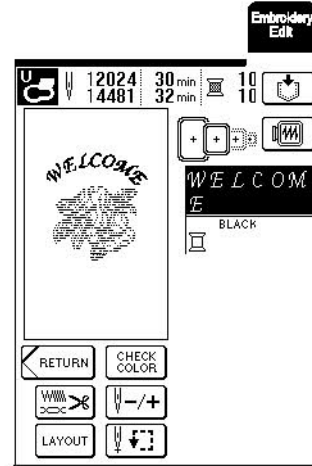 Embroidery
Edit
U
12024 30 min 10
14481 32 min 10
WELCOME
W E L C O M
E
BLACK
RETURN
CHECK
COLOR
-/+
LAYOUT